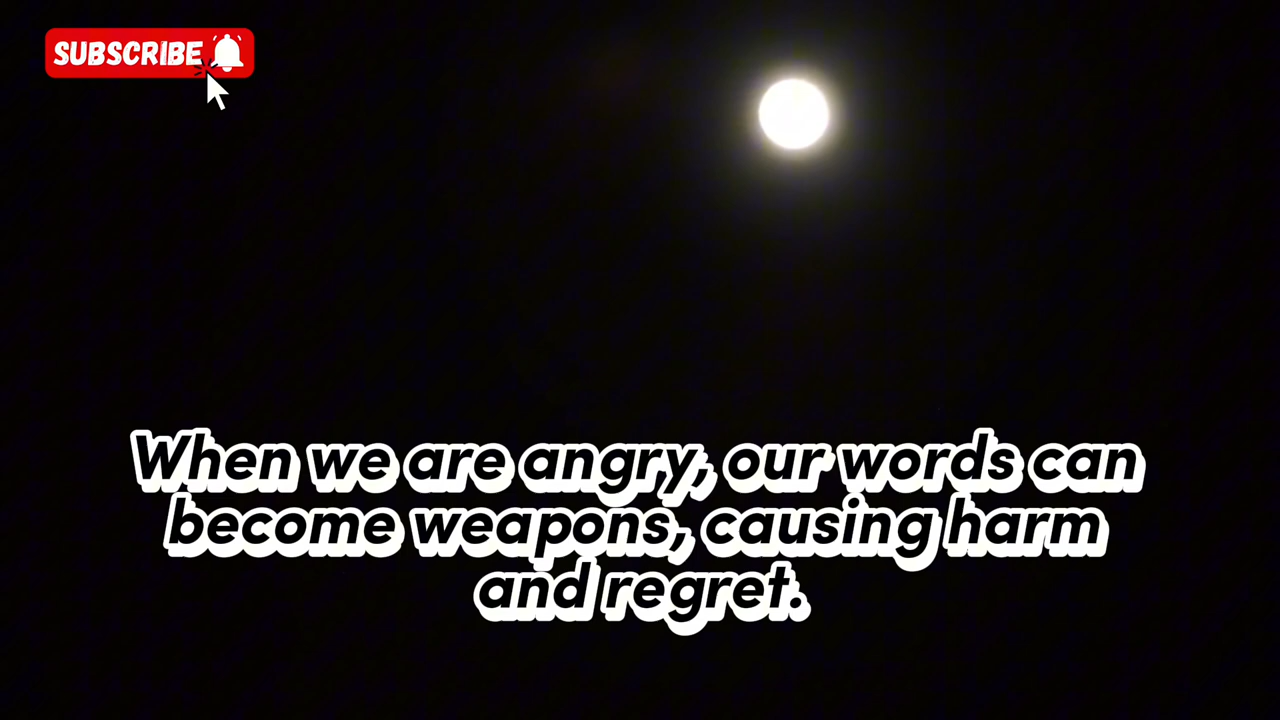 SUBSCRIBE
When we are angry, our words can
become weapons, causing harm
and regret.